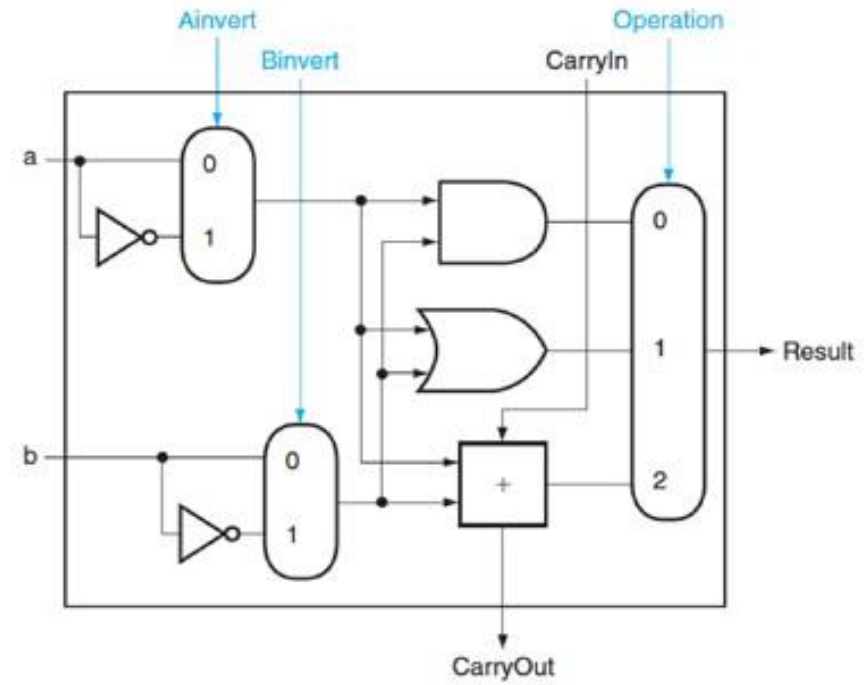 Ainvert
Operation
Binvert
CarryIn
a
0
1
0
1
Result
b
0
1
+
2
CarryOut